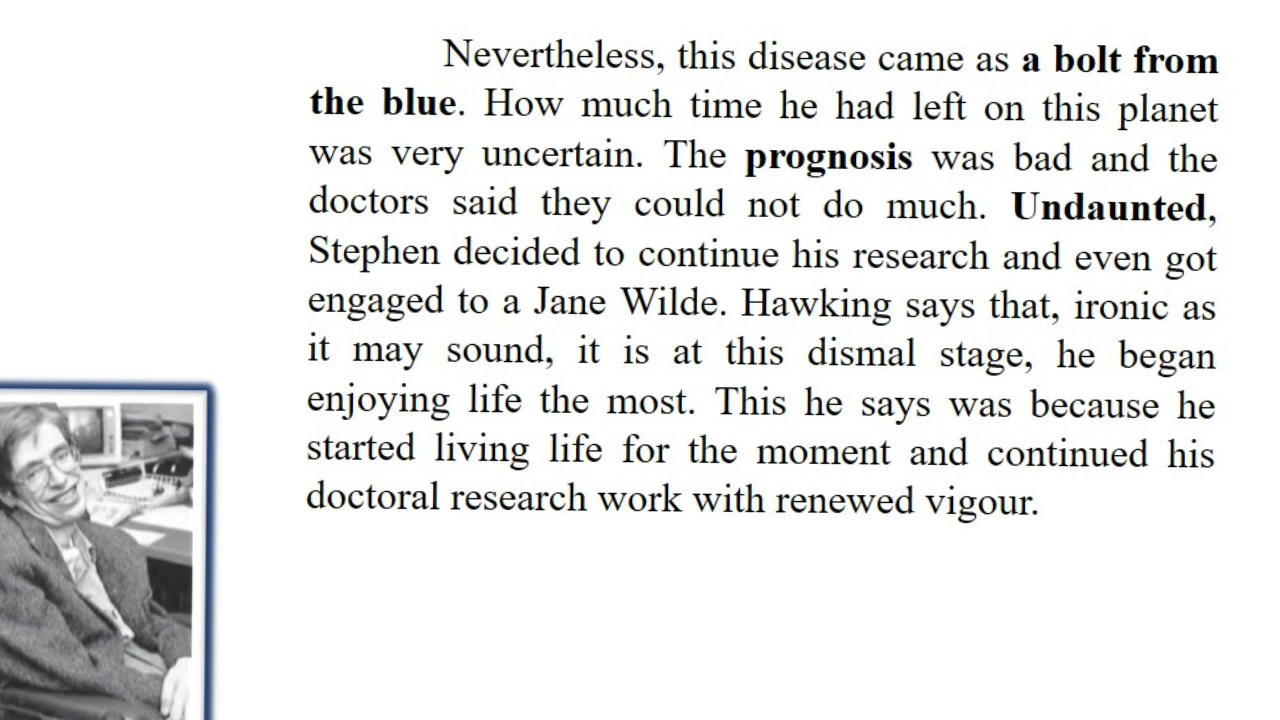 Nevertheless, this disease came as a bolt from
the blue. How much time he had left on this planet
was very uncertain. The prognosis was bad and the
doctors said they could not do much. Undaunted,
Stephen decided to continue his research and even got
engaged to a Jane Wilde. Hawking says that, ironic as
it may sound, it is at this dismal stage, he began
enjoying life the most. This he says was because he
started living life for the moment and continued his
doctoral research work with renewed vigour.